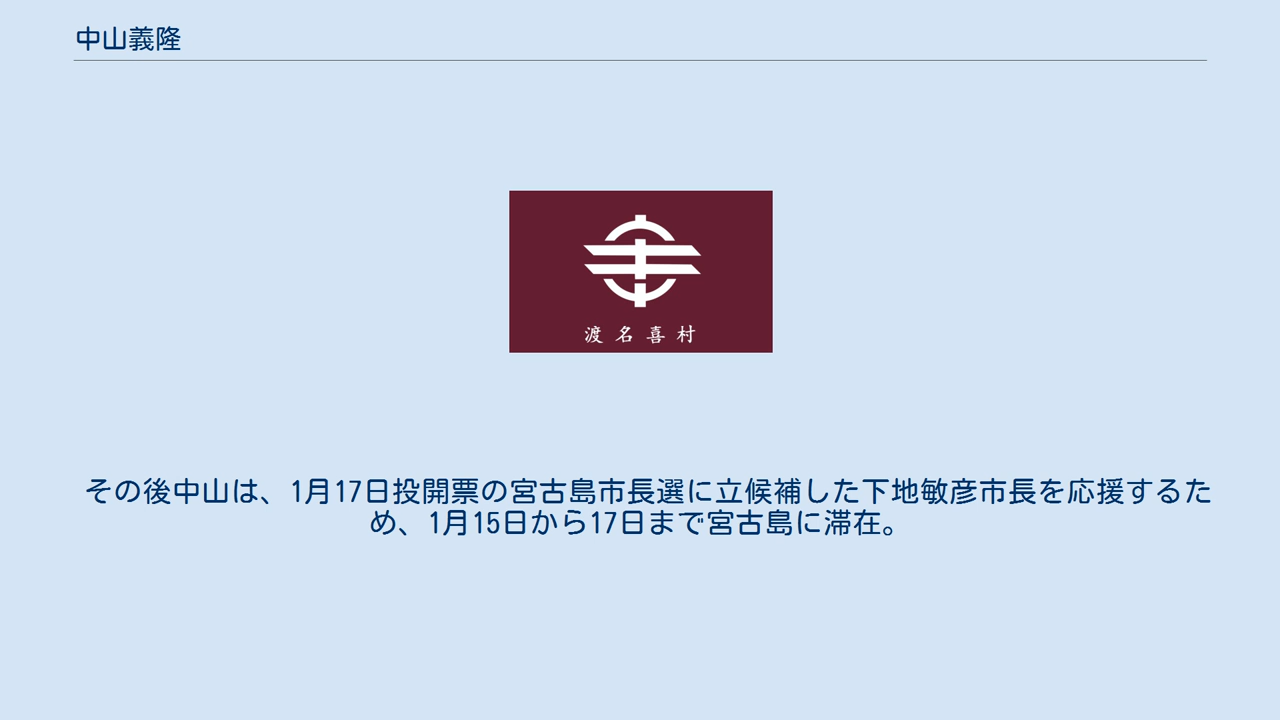 中山義隆
渡名喜村
その後中山は、1月17日投開票の宮古島市長選に立候補した下地敏彦市長を応援するた
め、1月15日から17日まで宮古島に滞在。